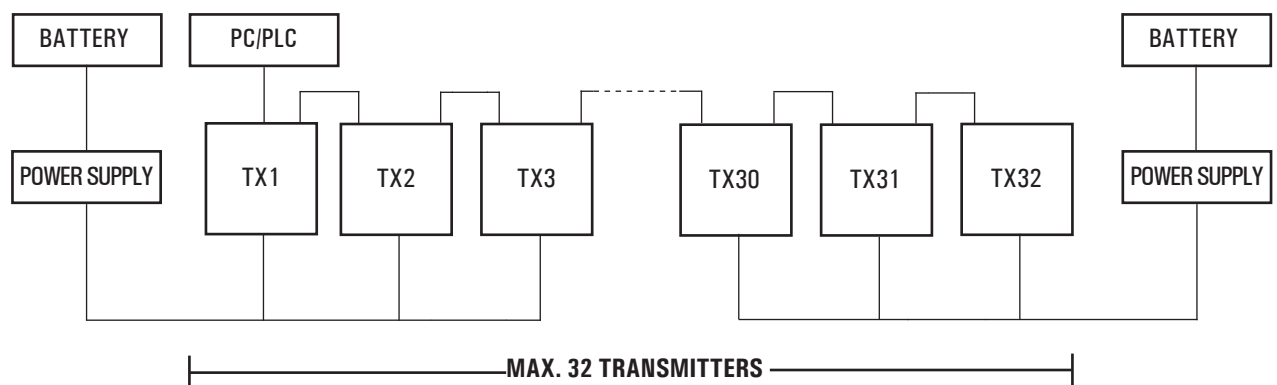 BATTERY
PC/PLC
BATTERY
POWER SUPPLY
TX1
TX2
TX3
TX30
TX31
TX32
POWER SUPPLY
MAX. 32 TRANSMITTERS